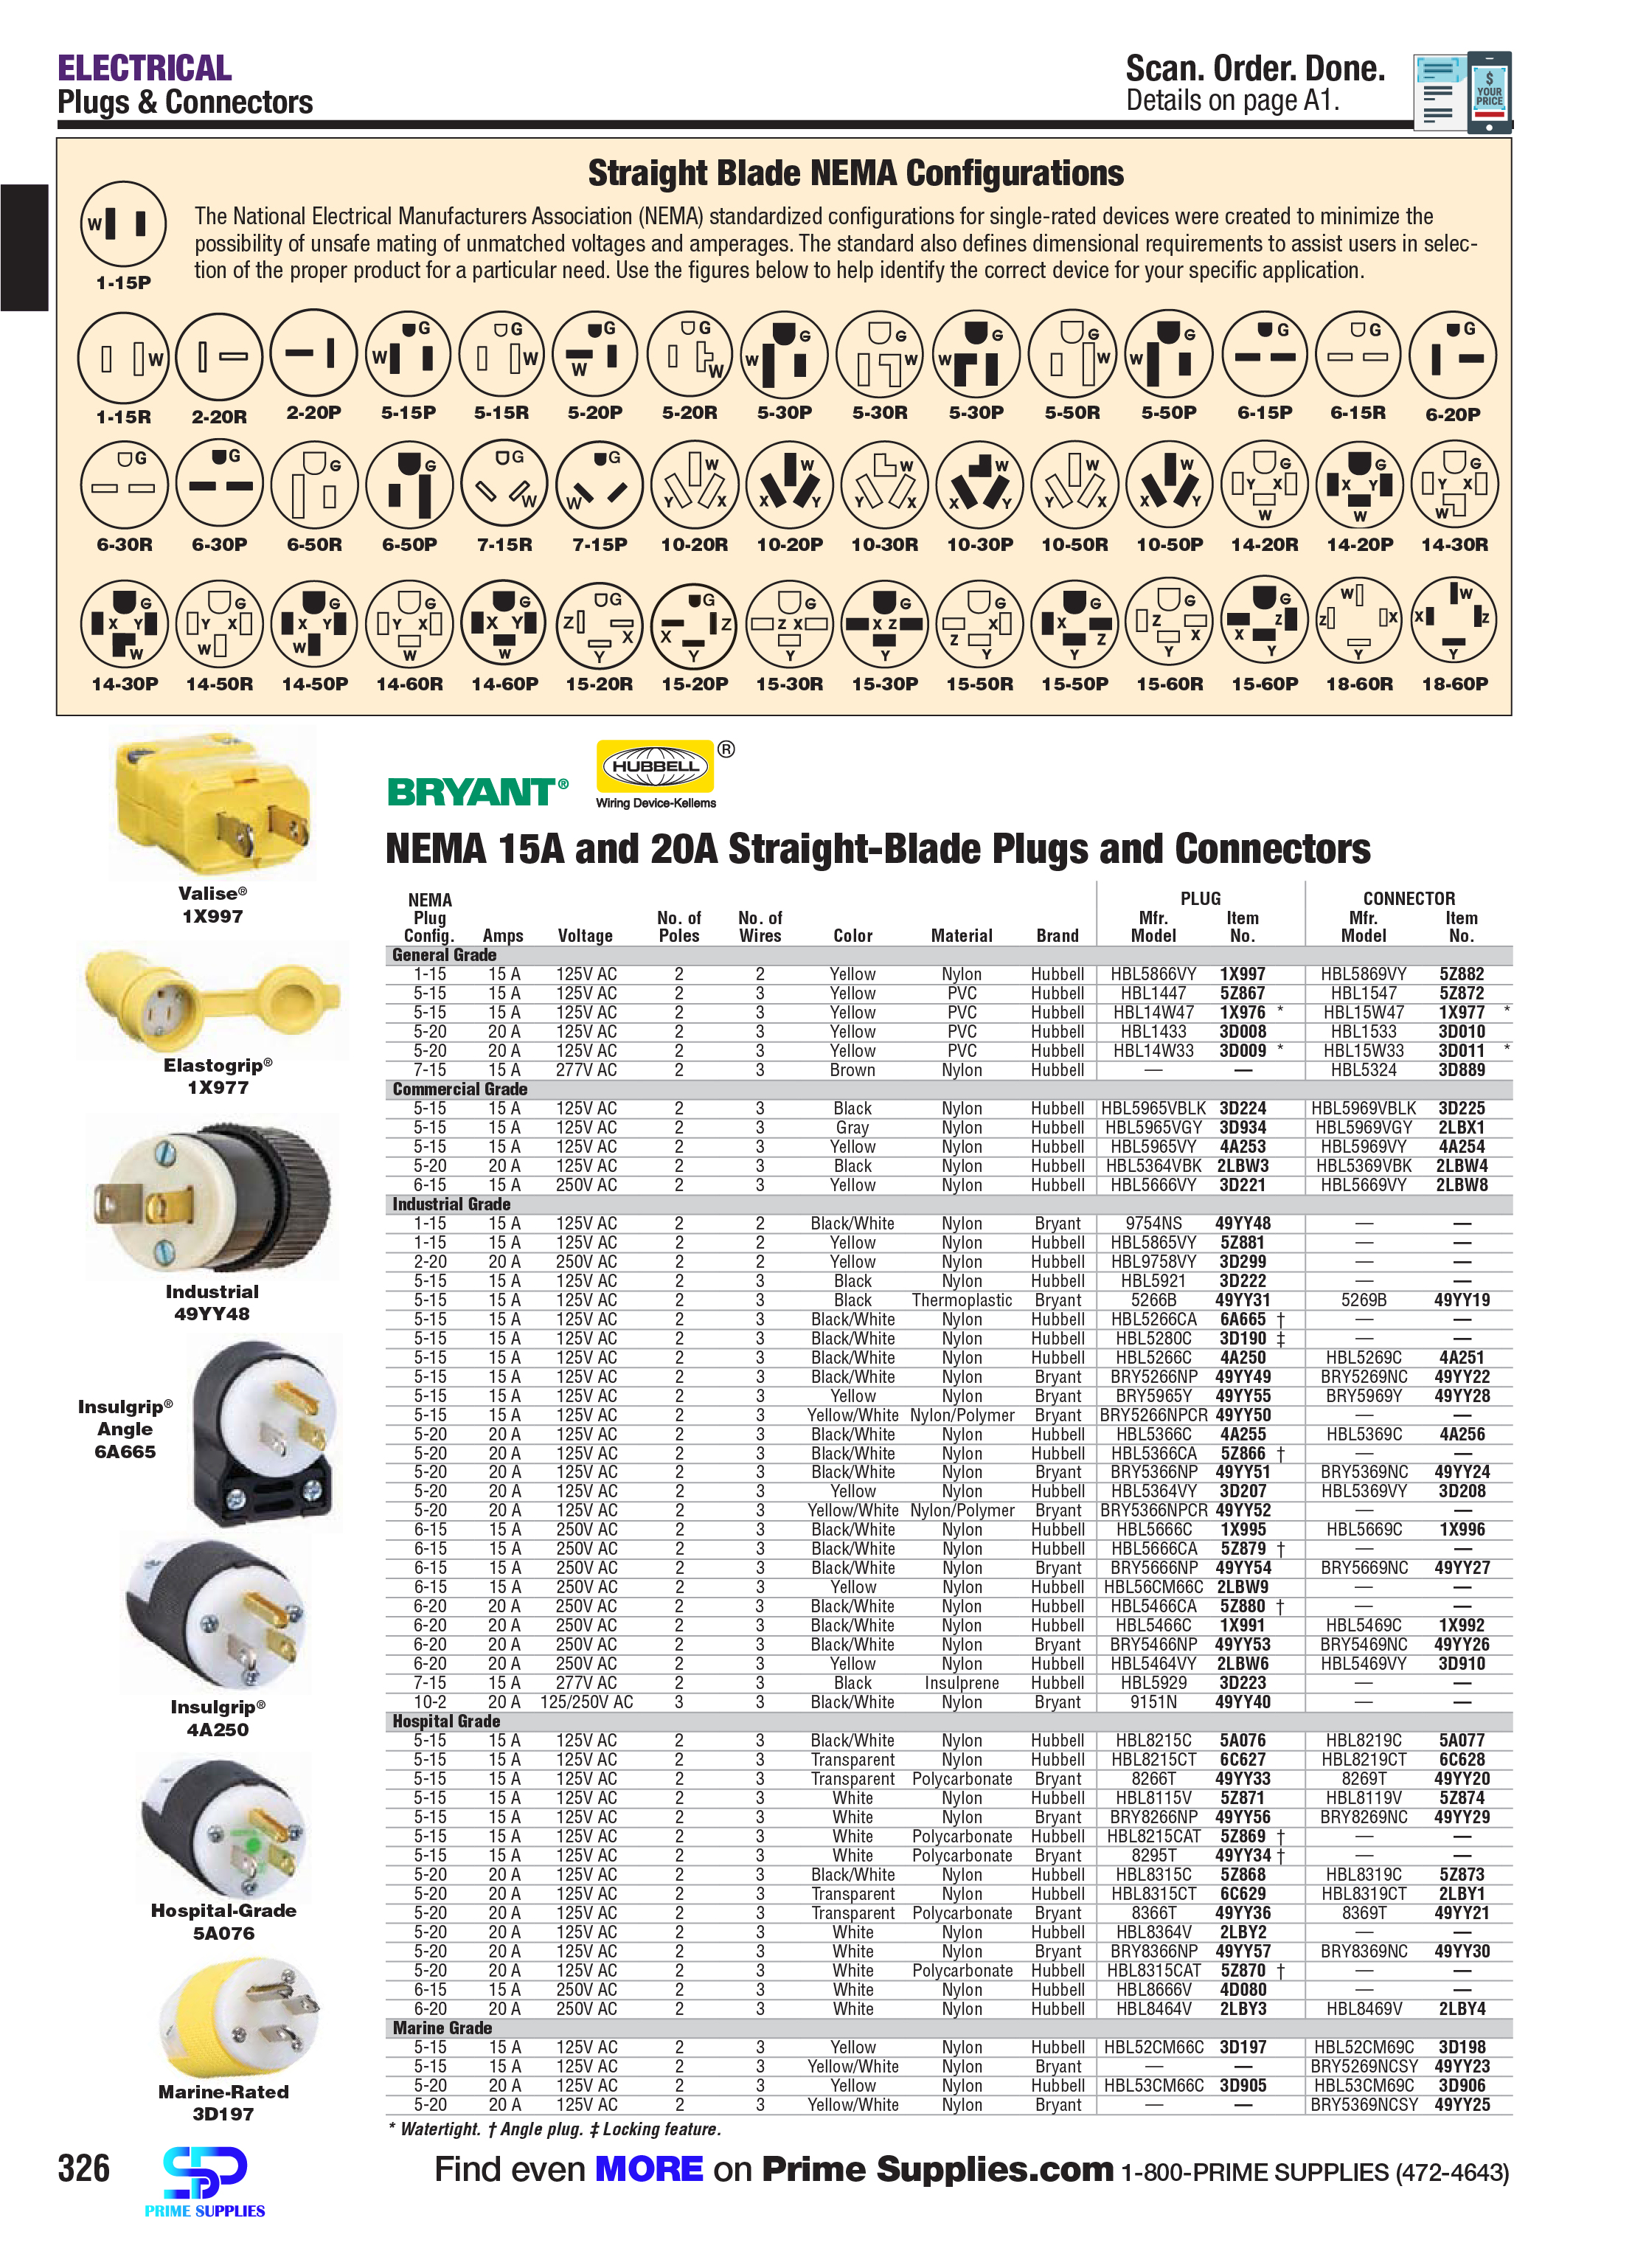 ELECTRICAL
Plugs & Connectors
Scan. Order. Done.
Details on page A1.
$
YOUR
PRICE
Straight Blade NEMA Configurations
The National Electrical Manufacturers Association (NEMA) standardized configurations for single-rated devices were created to minimize the
possibility of unsafe mating of unmatched voltages and amperages. The standard also defines dimensional requirements to assist users in selec-
tion of the proper product for a particular need. Use the figures below to help identify the correct device for your specific application.
W
1-15P
W G W G W G W G W G W G W G W G W G W G G G
1-15R 2-20R 2-20P 5-15P 5-15R 5-20P 5-20R 5-30P 5-30R 5-30P 5-50R 5-50P 6-15P 6-15R 6-20P
6-30R 6-30P 6-50R 6-50P 7-15R 7-15P 10-20R 10-20P 10-30R 10-30P 10-50R 10-50P 14-20R 14-20P 14-30R
14-30P 14-50R 14-50P 14-60R 14-60P 15-20R 15-20P 15-30R 15-30P 15-50R 15-50P 15-60R 15-60P 18-60R 18-60P
Valise®
1X997
Elastogrip®
1X977
Industrial
49YY48
Insulgrip®
Angle
6A665
Insulgrip®
4A250
Hospital-Grade
5A076
Marine-Rated
3D197
BRYANT®
HUBBELL ®
Wiring Device-Kellems
NEMA 15A and 20A Straight-Blade Plugs and Connectors
NEMA PLUG CONNECTOR
Plug No. of No. of Mfr. Item Mfr. Item
Config. Amps Voltage Poles Wires Color Material Brand Model No. Model No.
General Grade
1-15 15 A 125V AC 2 2 Yellow Nylon Hubbell HBL5866VY 1X997 HBL5869VY 5Z882
5-15 15 A 125V AC 2 3 Yellow PVC Hubbell HBL1447 5Z867 HBL1547 5Z872
5-15 15 A 125V AC 2 3 Yellow PVC Hubbell HBL14W47 1X976 * HBL15W47 1X977 *
5-20 20 A 125V AC 2 3 Yellow PVC Hubbell HBL1433 3D008 HBL1533 3D010
5-20 20 A 125V AC 2 3 Yellow PVC Hubbell HBL14W33 3D009 * HBL15W33 3D011 *
7-15 15 A 277V AC 2 3 Brown Nylon Hubbell — — HBL5324 3D889
Commercial Grade
5-15 15 A 125V AC 2 3 Black Nylon Hubbell HBL5965VBLK 3D224 HBL5969VBLK 3D225
5-15 15 A 125V AC 2 3 Gray Nylon Hubbell HBL5965VGY 3D934 HBL5969VGY 2LBX1
5-15 15 A 125V AC 2 3 Yellow Nylon Hubbell HBL5965VY 4A253 HBL5969VY 4A254
5-20 20 A 125V AC 2 3 Black Nylon Hubbell HBL5364VBK 2LBW3 HBL5369VBK 2LBW4
6-15 15 A 250V AC 2 3 Yellow Nylon Hubbell HBL5666VY 3D221 HBL5669VY 2LBW8
Industrial Grade
1-15 15 A 125V AC 2 2 Black/White Nylon Bryant 9754NS 49YY48 — —
1-15 15 A 125V AC 2 2 Yellow Nylon Hubbell HBL5865VY 5Z881 — —
2-20 20 A 250V AC 2 2 Yellow Nylon Hubbell HBL9758VY 3D299 — —
5-15 15 A 125V AC 2 3 Black Nylon Hubbell HBL5921 3D222 — —
5-15 15 A 125V AC 2 3 Black Thermoplastic Bryant 5266B 49YY31 5269B 49YY19
5-15 15 A 125V AC 2 3 Black/White Nylon Hubbell HBL5266CA 6A665 † — —
5-15 15 A 125V AC 2 3 Black/White Nylon Hubbell HBL5280C 3D190 ‡ — —
5-15 15 A 125V AC 2 3 Black/White Nylon Hubbell HBL5266C 4A250 HBL5269C 4A251
5-15 15 A 125V AC 2 3 Black/White Nylon Bryant BRY5266NP 49YY49 BRY5269NC 49YY22
5-15 15 A 125V AC 2 3 Yellow Nylon Bryant BRY5965Y 49YY55 BRY5969Y 49YY28
5-15 15 A 125V AC 2 3 Yellow/White Nylon/Polymer Bryant BRY5266NPCR 49YY50 — —
5-20 20 A 125V AC 2 3 Black/White Nylon Hubbell HBL5366C 4A255 HBL5369C 4A256
5-20 20 A 125V AC 2 3 Black/White Nylon Hubbell HBL5366CA 5Z866 † — —
5-20 20 A 125V AC 2 3 Black/White Nylon Bryant BRY5366NP 49YY51 BRY5369NC 49YY24
5-20 20 A 125V AC 2 3 Yellow Nylon Hubbell HBL5364VY 3D207 HBL5369VY 3D208
5-20 20 A 125V AC 2 3 Yellow/White Nylon/Polymer Bryant BRY5366NPCR 49YY52 — —
6-15 15 A 250V AC 2 3 Black/White Nylon Hubbell HBL5666C 1X995 HBL5669C 1X996
6-15 15 A 250V AC 2 3 Black/White Nylon Hubbell HBL5666CA 5Z879 † — —
6-15 15 A 250V AC 2 3 Black/White Nylon Bryant BRY5666NP 49YY54 BRY5669NC 49YY27
6-15 15 A 250V AC 2 3 Yellow Nylon Hubbell HBL56CM66C 2LBW9 — —
6-20 20 A 250V AC 2 3 Black/White Nylon Hubbell HBL5466CA 5Z880 † — —
6-20 20 A 250V AC 2 3 Black/White Nylon Hubbell HBL5466C 1X991 HBL5469C 1X992
6-20 20 A 250V AC 2 3 Black/White Nylon Bryant BRY5466NP 49YY53 BRY5469NC 49YY26
6-20 20 A 250V AC 2 3 Yellow Nylon Hubbell HBL5464VY 2LBW6 HBL5469VY 3D910
7-15 15 A 277V AC 2 3 Black Insulprene Hubbell HBL5929 3D223 — —
10-2 20 A 125/250V AC 3 3 Black/White Nylon Bryant 9151N 49YY40 — —
Hospital Grade
5-15 15 A 125V AC 2 3 Black/White Nylon Hubbell HBL8215C 5A076 HBL8219C 5A077
5-15 15 A 125V AC 2 3 Transparent Nylon Hubbell HBL8215CT 6C627 HBL8219CT 6C628
5-15 15 A 125V AC 2 3 Transparent Polycarbonate Bryant 8266T 49YY33 8269T 49YY20
5-15 15 A 125V AC 2 3 White Nylon Hubbell HBL8115V 5Z871 HBL8119V 5Z874
5-15 15 A 125V AC 2 3 White Nylon Bryant BRY8266NP 49YY56 BRY8269NC 49YY29
5-15 15 A 125V AC 2 3 White Polycarbonate Hubbell HBL8215CAT 5Z869 † — —
5-15 15 A 125V AC 2 3 White Polycarbonate Bryant 8295T 49YY34 † — —
5-20 20 A 125V AC 2 3 Black/White Nylon Hubbell HBL8315C 5Z868 HBL8319C 5Z873
5-20 20 A 125V AC 2 3 Transparent Nylon Hubbell HBL8315CT 6C629 HBL8319CT 2LBY1
5-20 20 A 125V AC 2 3 Transparent Polycarbonate Bryant 8366T 49YY36 8369T 49YY21
5-20 20 A 125V AC 2 3 White Nylon Hubbell HBL8364V 2LBY2 — —
5-20 20 A 125V AC 2 3 White Nylon Bryant BRY8366NP 49YY57 BRY8369NC 49YY30
5-20 20 A 125V AC 2 3 White Polycarbonate Hubbell HBL8315CAT 5Z870 † — —
6-15 15 A 250V AC 2 3 White Nylon Hubbell HBL8666V 4D080 — —
6-20 20 A 250V AC 2 3 White Nylon Hubbell HBL8464V 2LBY3 HBL8469V 2LBY4
Marine Grade
5-15 15 A 125V AC 2 3 Yellow Nylon Hubbell HBL52CM66C 3D197 HBL52CM69C 3D198
5-15 15 A 125V AC 2 3 Yellow/White Nylon Bryant — — BRY5269NCSY 49YY23
5-20 20 A 125V AC 2 3 Yellow Nylon Hubbell HBL53CM66C 3D905 HBL53CM69C 3D906
5-20 20 A 125V AC 2 3 Yellow/White Nylon Bryant — — BRY5369NCSY 49YY25
* Watertight. † Angle plug. ‡ Locking feature.
326
PRIME SUPPLIES
Find even MORE on Prime Supplies.com 1-800-PRIME SUPPLIES (472-4643)